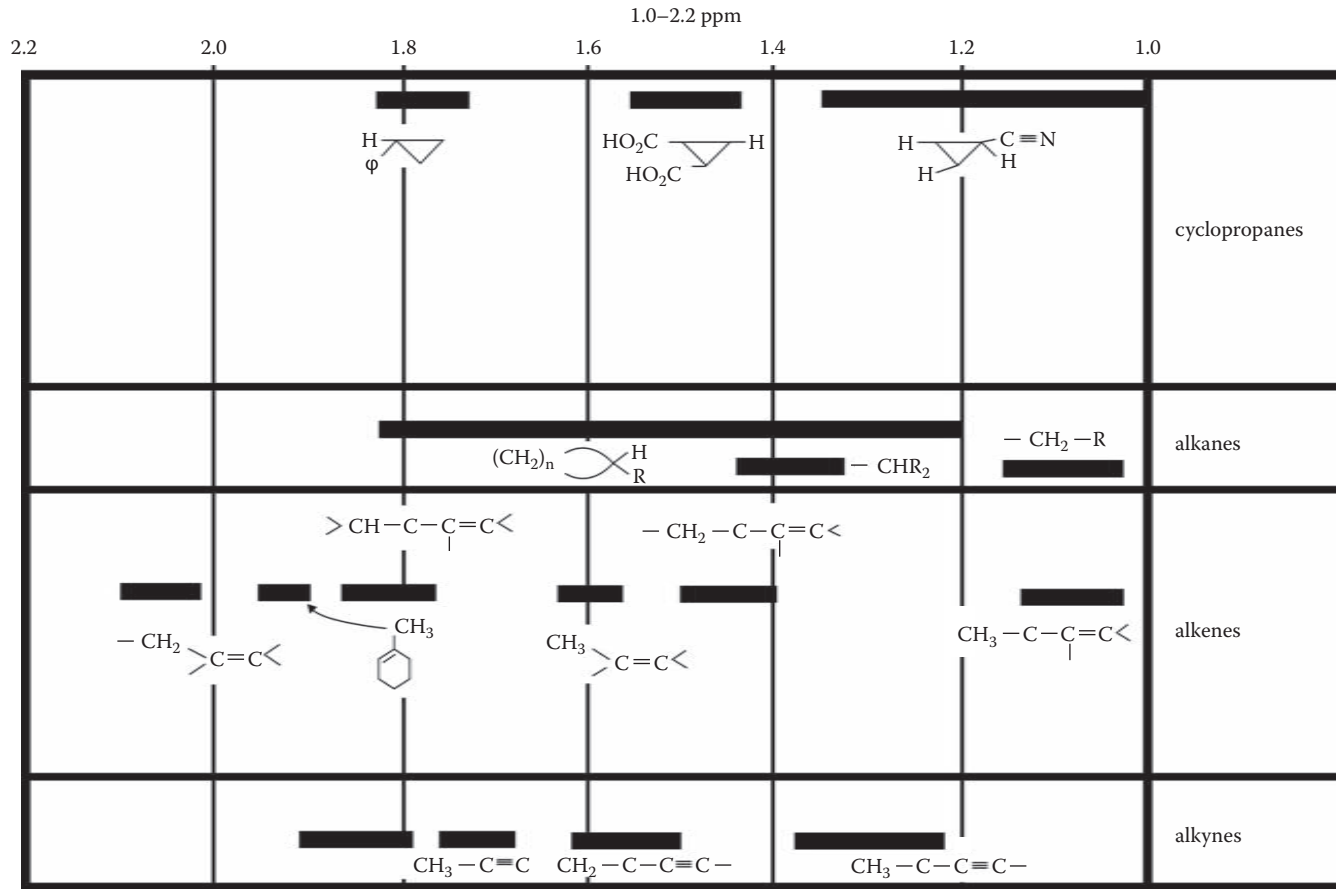 1.0–2.2 ppm
2.2 2.0 1.8 1.6 1.4 1.2 1.0
H
φ
HO₂C H
HO₂C
H C≡N
H
H
cyclopropanes
(CH₂)ₙ H
R
— CHR₂
— CH₂ —R
alkanes
>CH—C—C=C<
— CH₂ —C—C=C<
— CH₂
>C=C<
CH₃
CH₃
>C=C<
CH₃ —C—C=C<
alkenes
CH₃ —C≡C
CH₂—C—C≡C—
CH₃ —C—C≡C—
alkynes